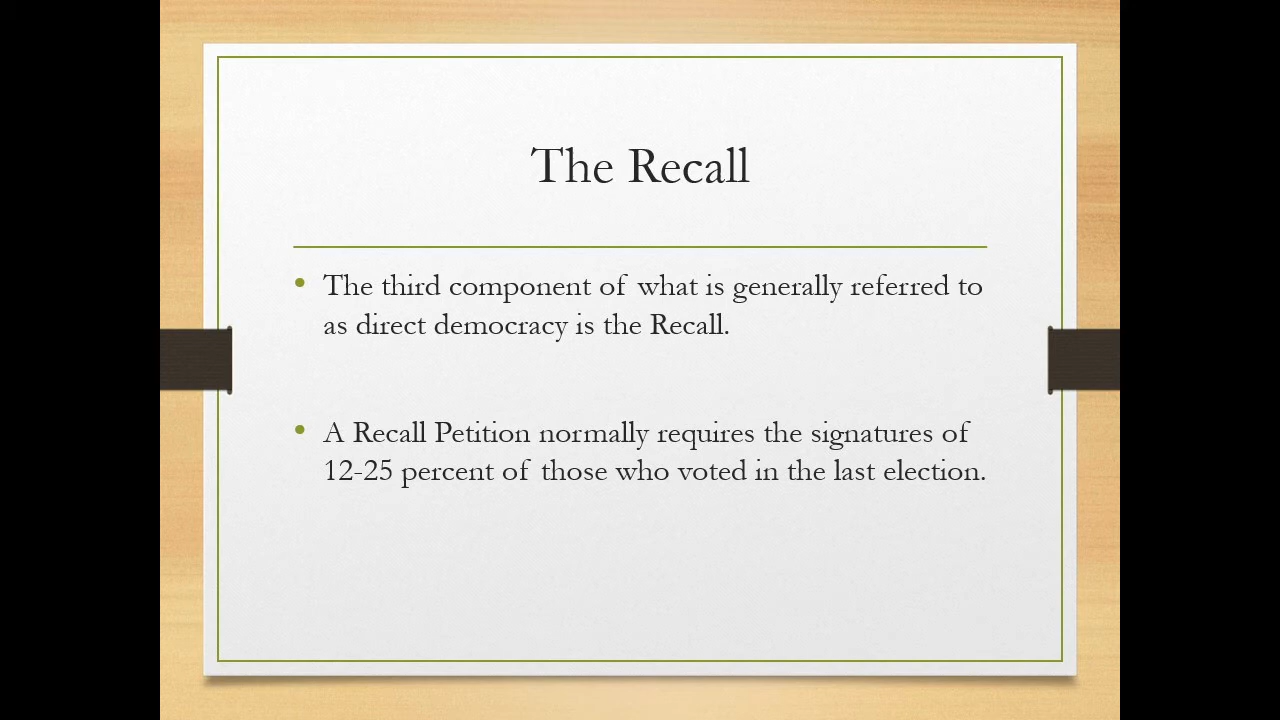 The Recall
• The third component of what is generally referred to
as direct democracy is the Recall.
• A Recall Petition normally requires the signatures of
12-25 percent of those who voted in the last election.